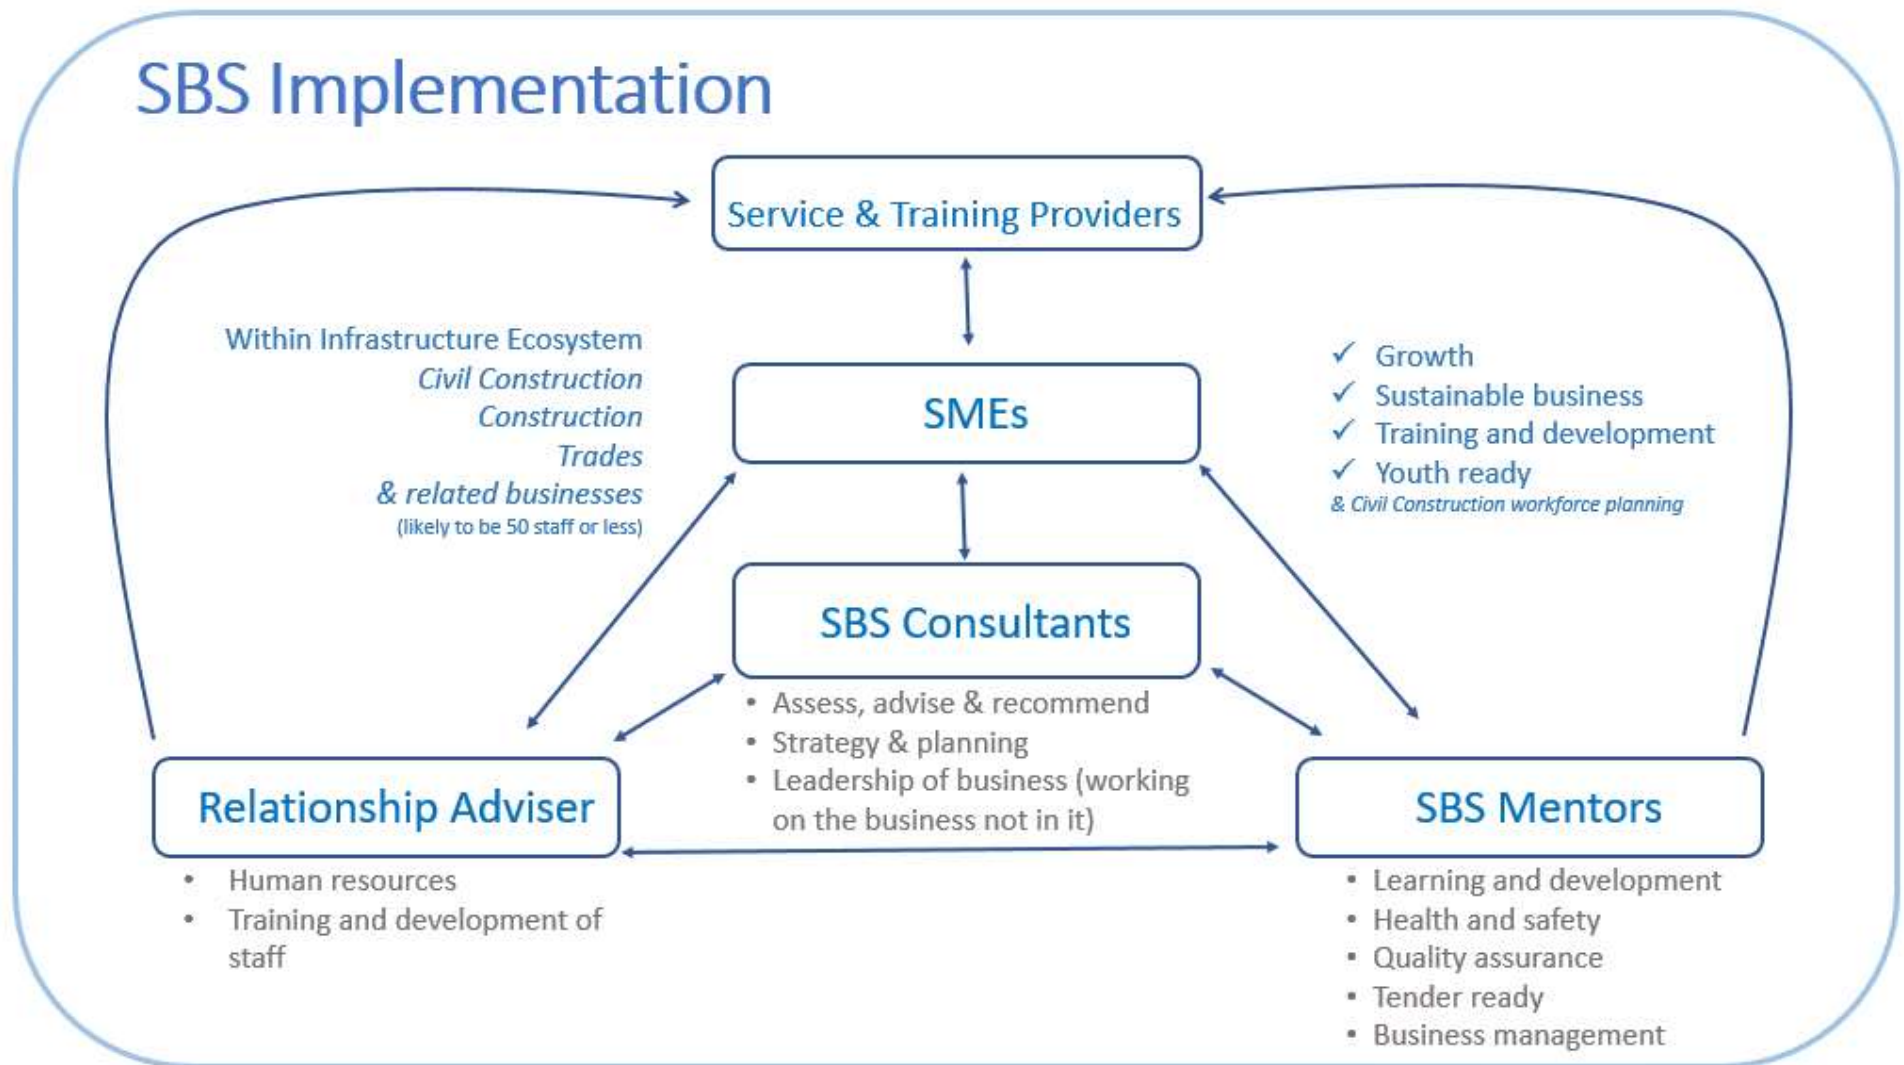 SBS Implementation
Service & Training Providers
Within Infrastructure Ecosystem
Civil Construction
Construction
Trades
& related businesses
(likely to be 50 staff or less)
SMEs
✓ Growth
✓ Sustainable business
✓ Training and development
✓ Youth ready
& Civil Construction workforce planning
SBS Consultants
• Assess, advise & recommend
• Strategy & planning
• Leadership of business (working
on the business not in it)
Relationship Adviser
• Human resources
• Training and development of
staff
SBS Mentors
• Learning and development
• Health and safety
• Quality assurance
• Tender ready
• Business management